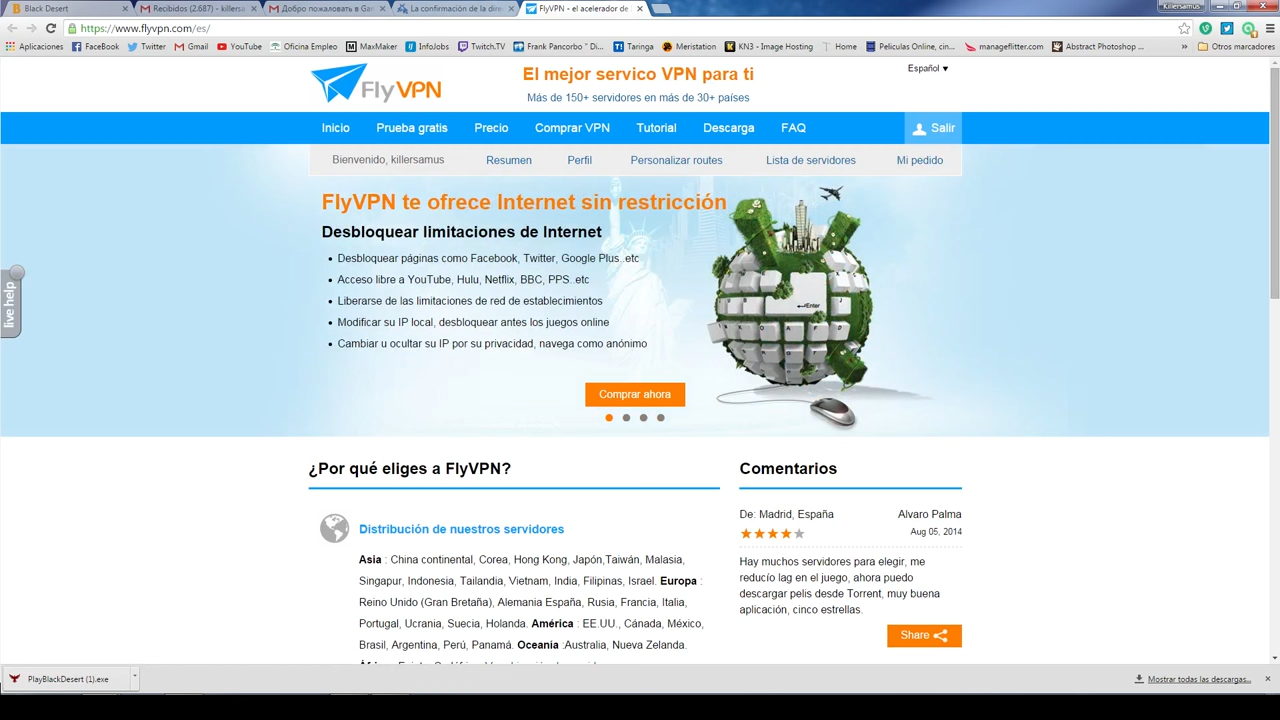 Black Desert
Recibidos (2.687) - killersa
Добро пожаловать в Gam
La confirmación de la dire
FlyVPN - el acelerador de
Killersamus
https://www.flyvpn.com/es/
Aplicaciones
FaceBook
Twitter
Gmail
YouTube
Oficina Empleo
MaxMaker
InfoJobs
Twitch.TV
Frank Pancorbo " Di...
Taringa
Meristation
KN3 - Image Hosting
Home
Peliculas Online, cin...
manageflitter.com
Abstract Photoshop ...
Otros marcadores
FlyVPN
El mejor servico VPN para ti
Más de 150+ servidores en más de 30+ países
Español
Inicio
Prueba gratis
Precio
Comprar VPN
Tutorial
Descarga
FAQ
Salir
Bienvenido, killersamus
Resumen
Perfil
Personalizar routes
Lista de servidores
Mi pedido
FlyVPN te ofrece Internet sin restricción
Desbloquear limitaciones de Internet
Desbloquear páginas como Facebook, Twitter, Google Plus..etc
Acceso libre a YouTube, Hulu, Netflix, BBC, PPS..etc
Liberarse de las limitaciones de red de establecimientos
Modificar su IP local, desbloquear antes los juegos online
Cambiar u ocultar su IP por su privacidad, navega como anónimo
Enter
Comprar ahora
live help
¿Por qué eliges a FlyVPN?
Distribución de nuestros servidores
Asia : China continental, Corea, Hong Kong, Japón,Taiwán, Malasia,
Singapur, Indonesia, Tailandia, Vietnam, India, Filipinas, Israel. Europa :
Reino Unido (Gran Bretaña), Alemania España, Rusia, Francia, Italia,
Portugal, Ucrania, Suecia, Holanda. América : EE.UU., Cánada, México,
Brasil, Argentina, Perú, Panamá. Oceanía :Australia, Nueva Zelanda.
Comentarios
De: Madrid, España
Alvaro Palma
Aug 05, 2014
Hay muchos servidores para elegir, me
reducío lag en el juego, ahora puedo
descargar pelis desde Torrent, muy buena
aplicación, cinco estrellas.
Share
PlayBlackDesert (1).exe
Mostrar todas las descargas...